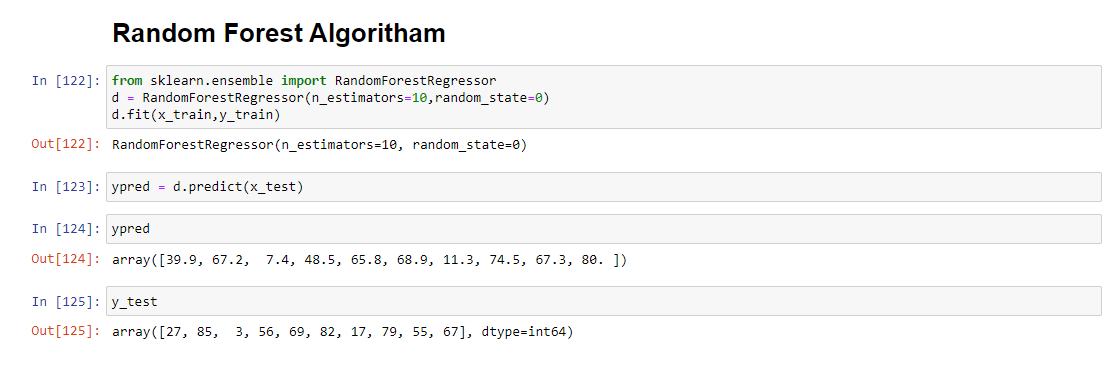 Random Forest Algoritham
In [122]: from sklearn.ensemble import RandomForestRegressor
d = RandomForestRegressor(n_estimators=10,random_state=0)
d.fit(x_train,y_train)
Out[122]: RandomForestRegressor(n_estimators=10, random_state=0)
In [123]: ypred = d.predict(x_test)
In [124]: ypred
Out[124]: array([39.9, 67.2,  7.4, 48.5, 65.8, 68.9, 11.3, 74.5, 67.3, 80. ])
In [125]: y_test
Out[125]: array([27, 85,  3, 56, 69, 82, 17, 79, 55, 67], dtype=int64)